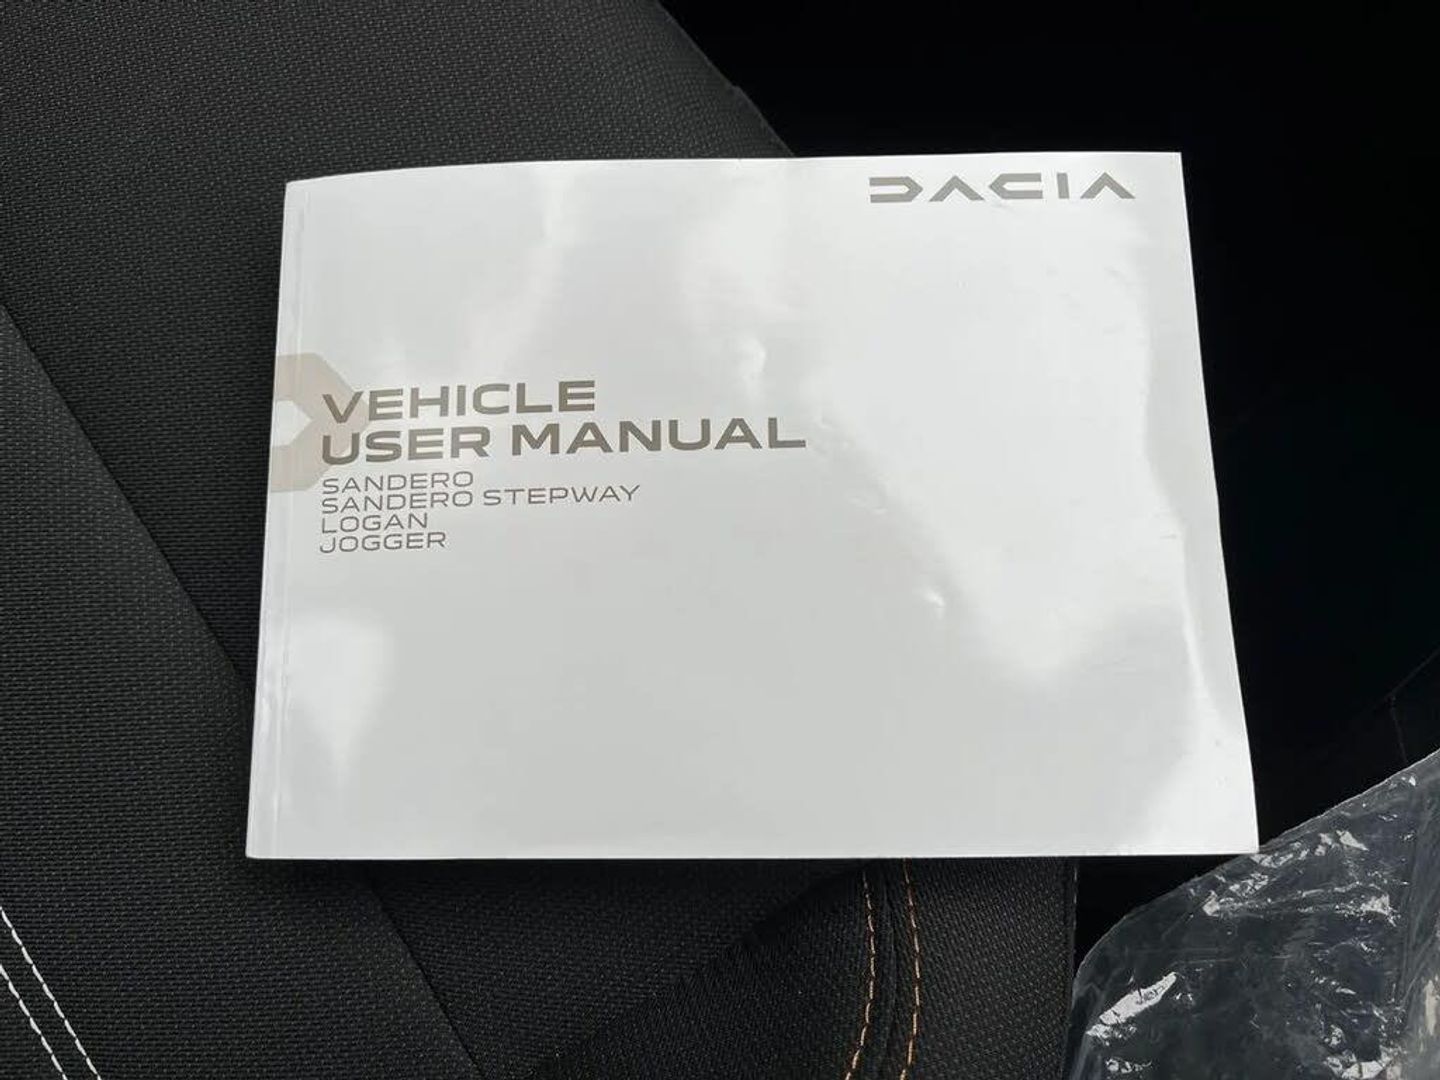 DACIA
VEHICLE
USER MANUAL
SANDERO
SANDERO STEPWAY
LOGAN
JOGGER